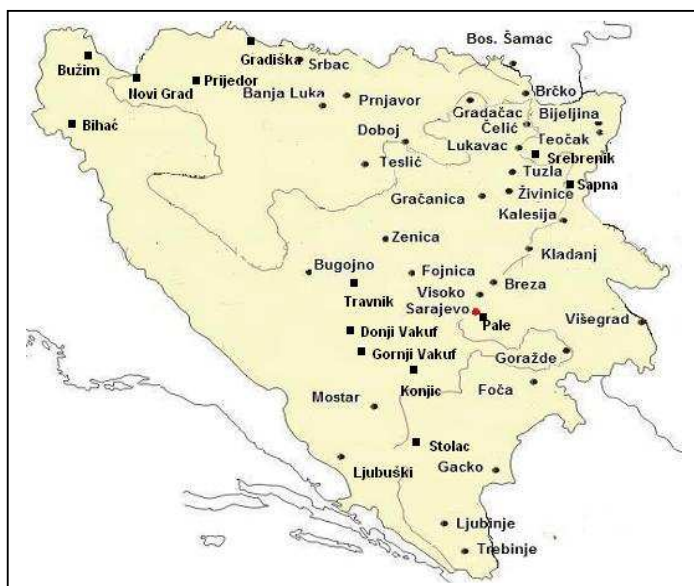 Bos. Šamac
Gradiška
Srbac
Bužim
Novi Grad
Prijedor
Banja Luka
Prnjavor
Brčko
Gradačac
Bijeljina
Čelić
Bihać
Doboj
Lukavac
Teočak
Srebrenik
Teslić
Tuzla
Sapna
Gračanica
Živinice
Kalesija
Zenica
Kladanj
Bugojno
Fojnica
Breza
Travnik
Visoko
Sarajevo
Pale
Višegrad
Donji Vakuf
Gornji Vakuf
Goražde
Konjic
Foča
Mostar
Stolac
Ljubuški
Gacko
Ljubinje
Trebinje